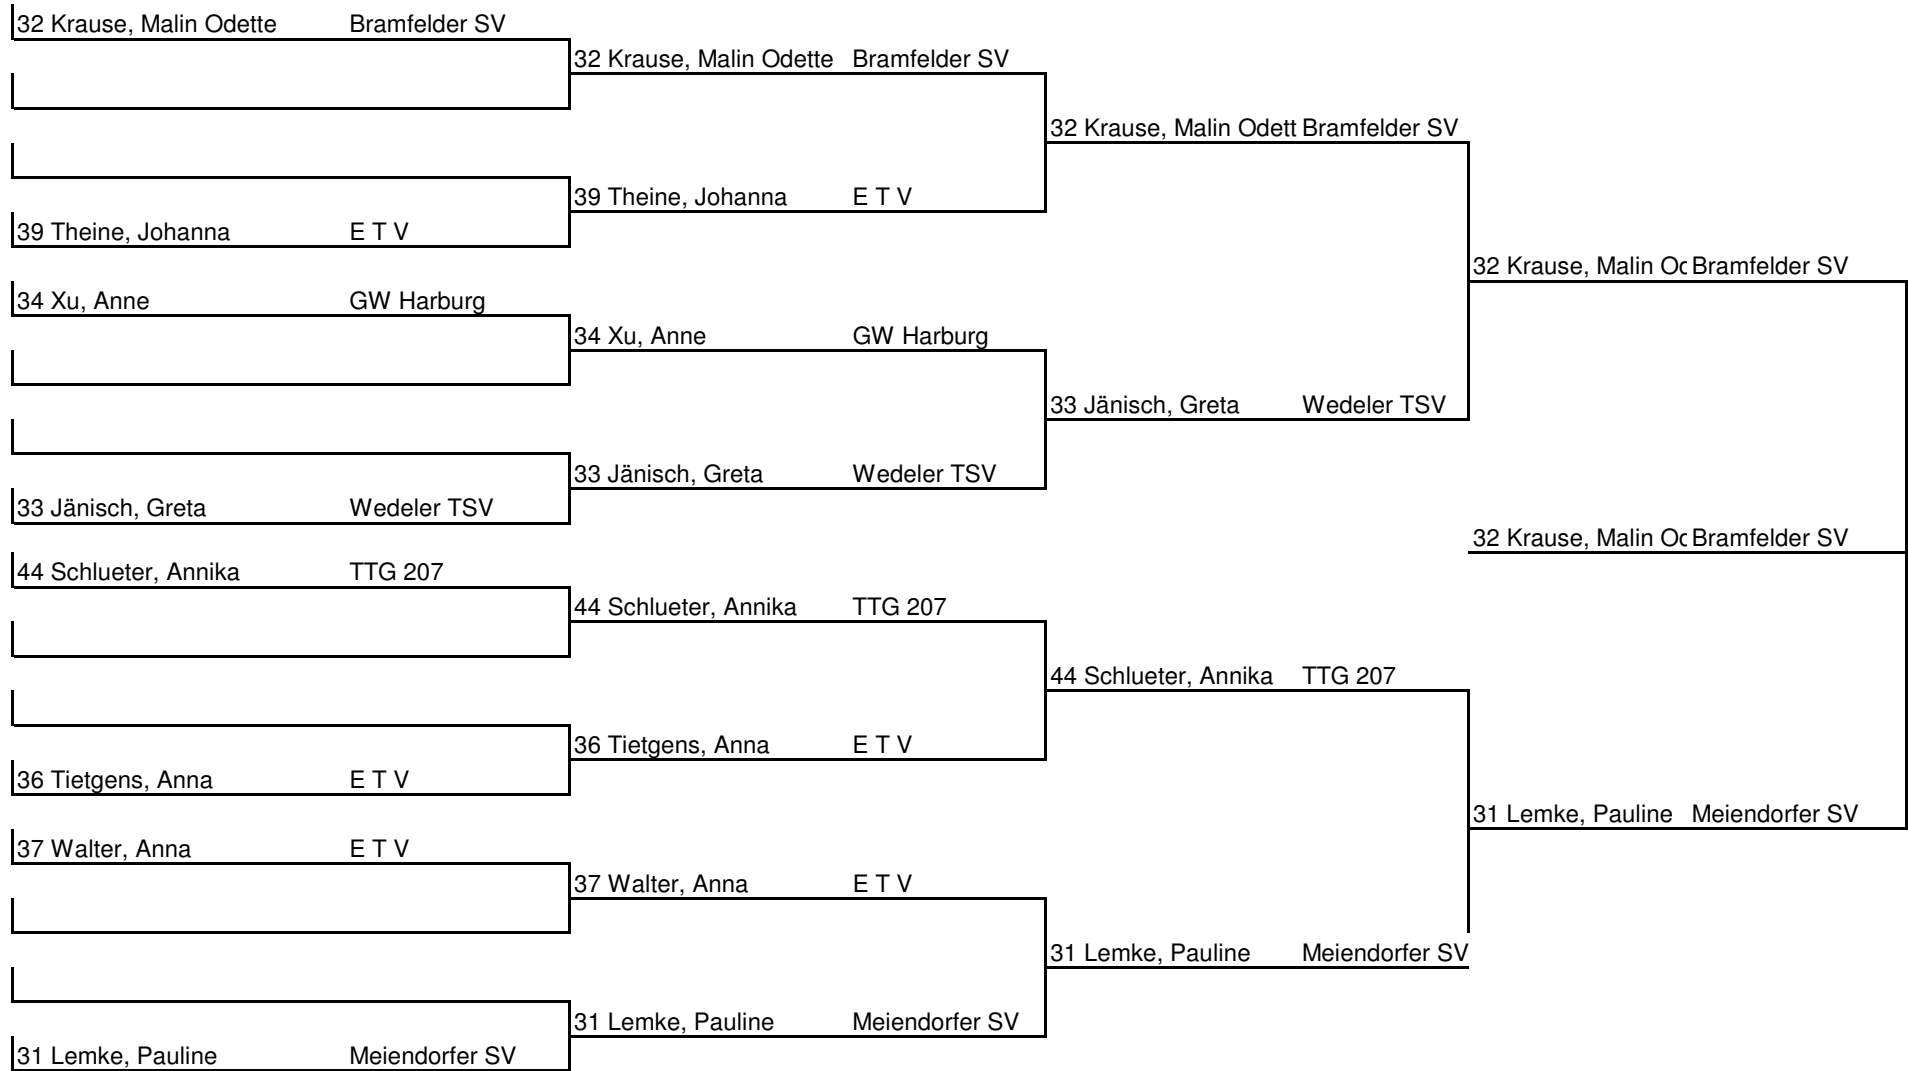 32 Krause, Malin Odette Bramfelder SV
32 Krause, Malin Odette Bramfelder SV
32 Krause, Malin Odett Bramfelder SV
39 Theine, Johanna E T V
39 Theine, Johanna E T V
32 Krause, Malin Oc Bramfelder SV
34 Xu, Anne GW Harburg
34 Xu, Anne GW Harburg
33 Jänisch, Greta Wedeler TSV
33 Jänisch, Greta Wedeler TSV
33 Jänisch, Greta Wedeler TSV
32 Krause, Malin Oc Bramfelder SV
44 Schlueter, Annika TTG 207
44 Schlueter, Annika TTG 207
44 Schlueter, Annika TTG 207
36 Tietgens, Anna E T V
36 Tietgens, Anna E T V
31 Lemke, Pauline Meiendorfer SV
37 Walter, Anna E T V
37 Walter, Anna E T V
31 Lemke, Pauline Meiendorfer SV
31 Lemke, Pauline Meiendorfer SV
31 Lemke, Pauline Meiendorfer SV